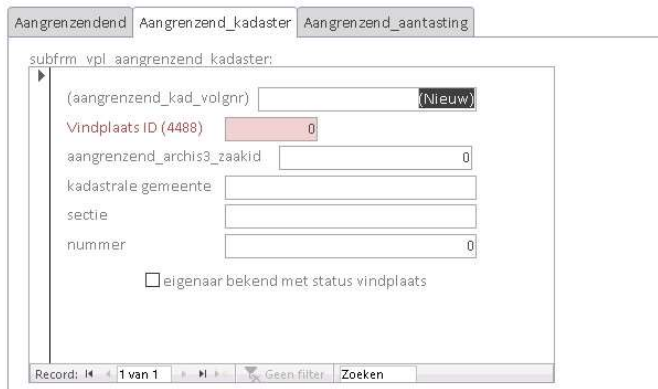 Aangrenzendend Aangrenzend_kadaster Aangrenzend_aantasting
subfrm_vpl_aangrenzend_kadaster:
(aangrenzend_kad_volgnr) (Nieuw)
Vindplaats ID (4488) 0
aangrenzend_archis3_zaakid 0
kadastrale gemeente
sectie
nummer 0
eigenaar bekend met status vindplaats
Record: 1 van 1 Geen filter Zoeken